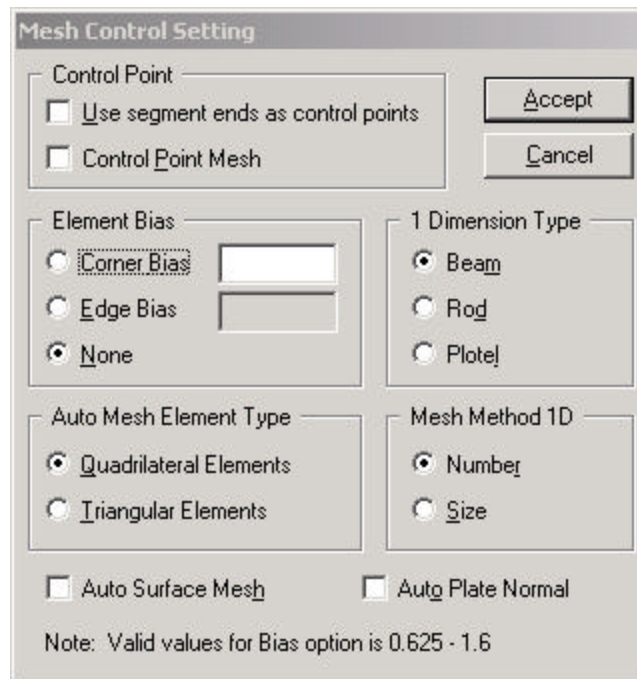 Mesh Control Setting
Control Point
Use segment ends as control points
Control Point Mesh
Accept
Cancel
Element Bias
Corner Bias
Edge Bias
None
1 Dimension Type
Beam
Rod
Plotel
Auto Mesh Element Type
Quadrilateral Elements
Triangular Elements
Mesh Method 1D
Number
Size
Auto Surface Mesh
Auto Plate Normal
Note: Valid values for Bias option is 0.625 - 1.6